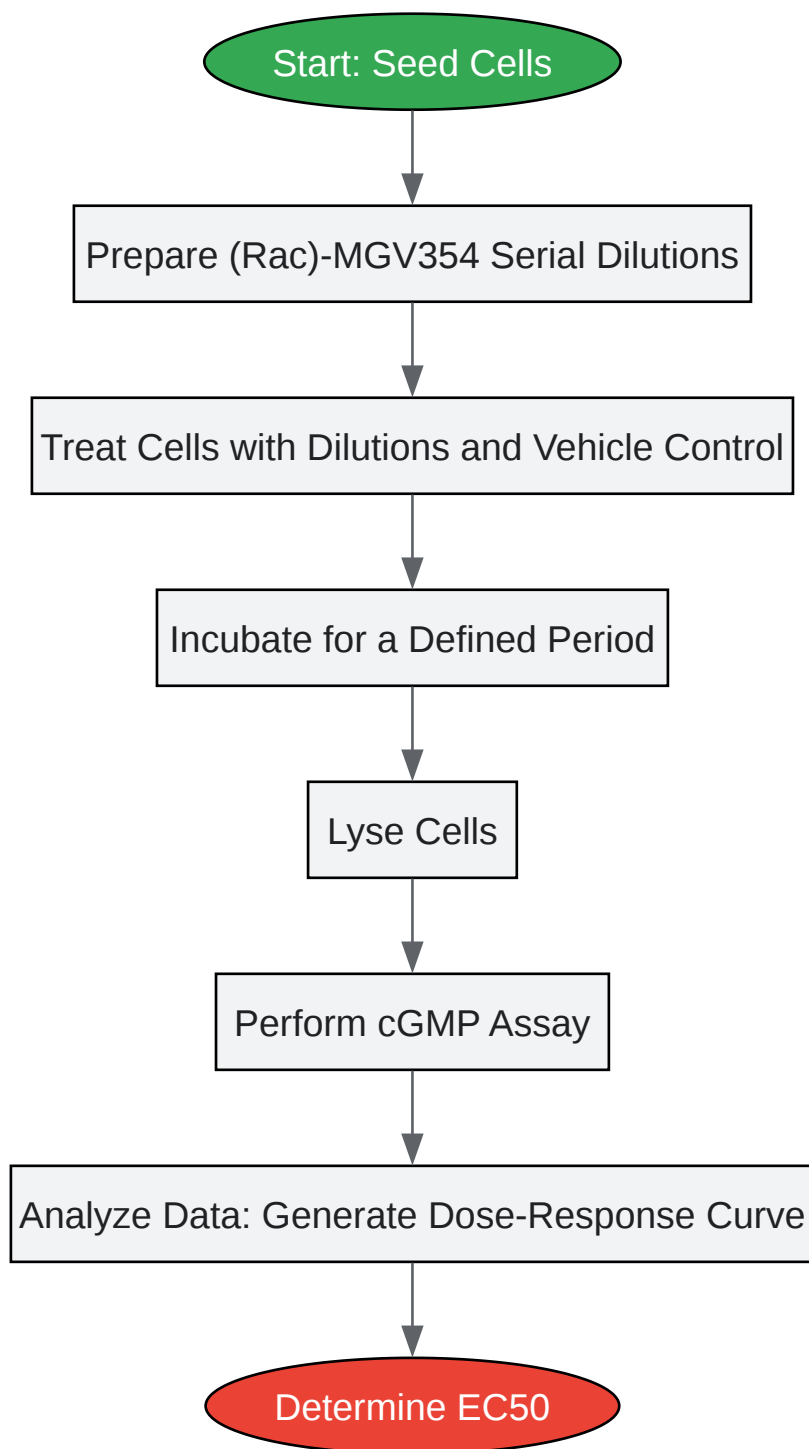 Start: Seed Cells
Prepare (Rac)-MGV354 Serial Dilutions
Treat Cells with Dilutions and Vehicle Control
Incubate for a Defined Period
Lyse Cells
Perform cGMP Assay
Analyze Data: Generate Dose-Response Curve
Determine EC50